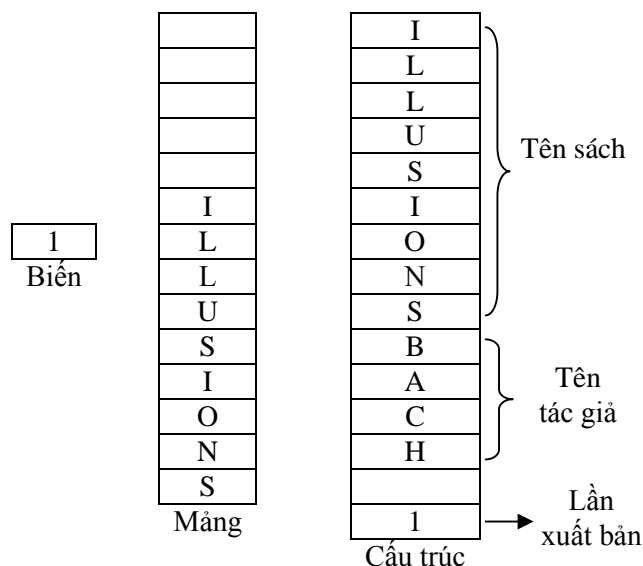 1
Biến
I
L
L
U
S
I
O
N
S
Mảng
I
L
L
U
S
I
O
N
S
B
A
C
H
1
Cấu trúc
Tên sách
Tên
tác giả
Lần
xuất bản